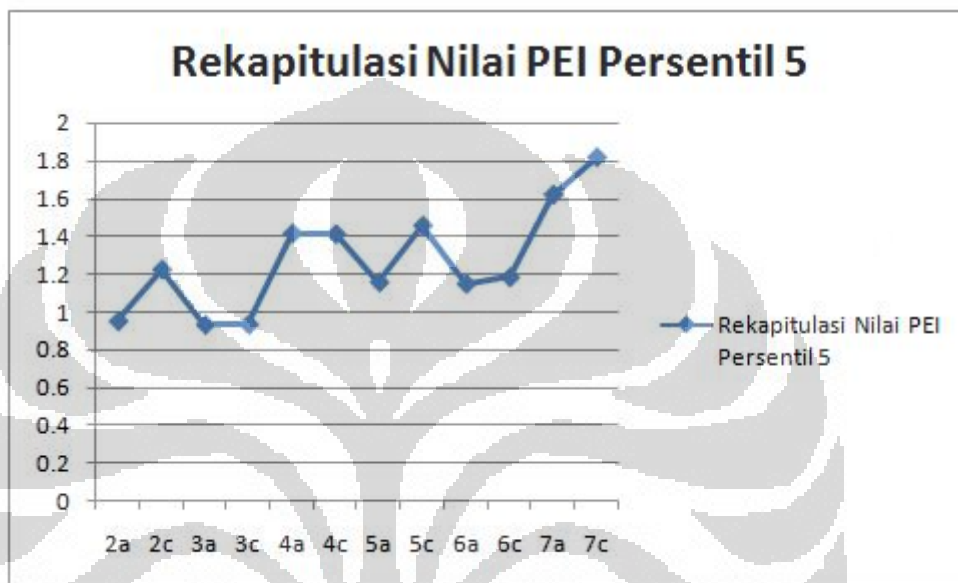 Rekapitulasi Nilai PEI Persentil 5
2
1.8
1.6
1.4
1.2
1
0.8
0.6
0.4
0.2
0
2a 2c 3a 3c 4a 4c 5a 5c 6a 6c 7a 7c
Rekapitulasi Nilai PEI
Persentil 5